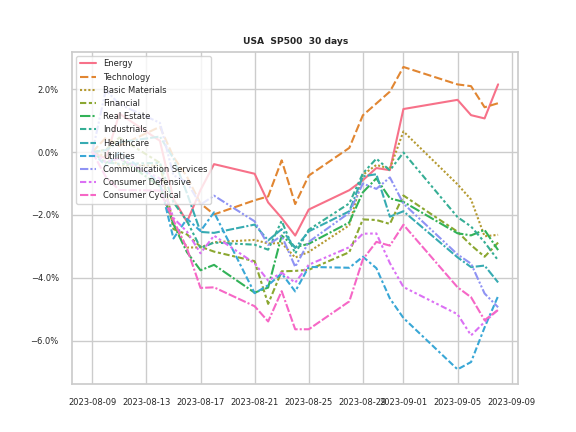 USA SP500 30 days
Energy
Technology
Basic Materials
Financial
Real Estate
Industrials
Healthcare
Utilities
Communication Services
Consumer Defensive
Consumer Cyclical
2.0%
0.0%
−2.0%
−4.0%
−6.0%
2023-08-09 2023-08-13 2023-08-17 2023-08-21 2023-08-25 2023-08-29 2023-09-01 2023-09-05 2023-09-09